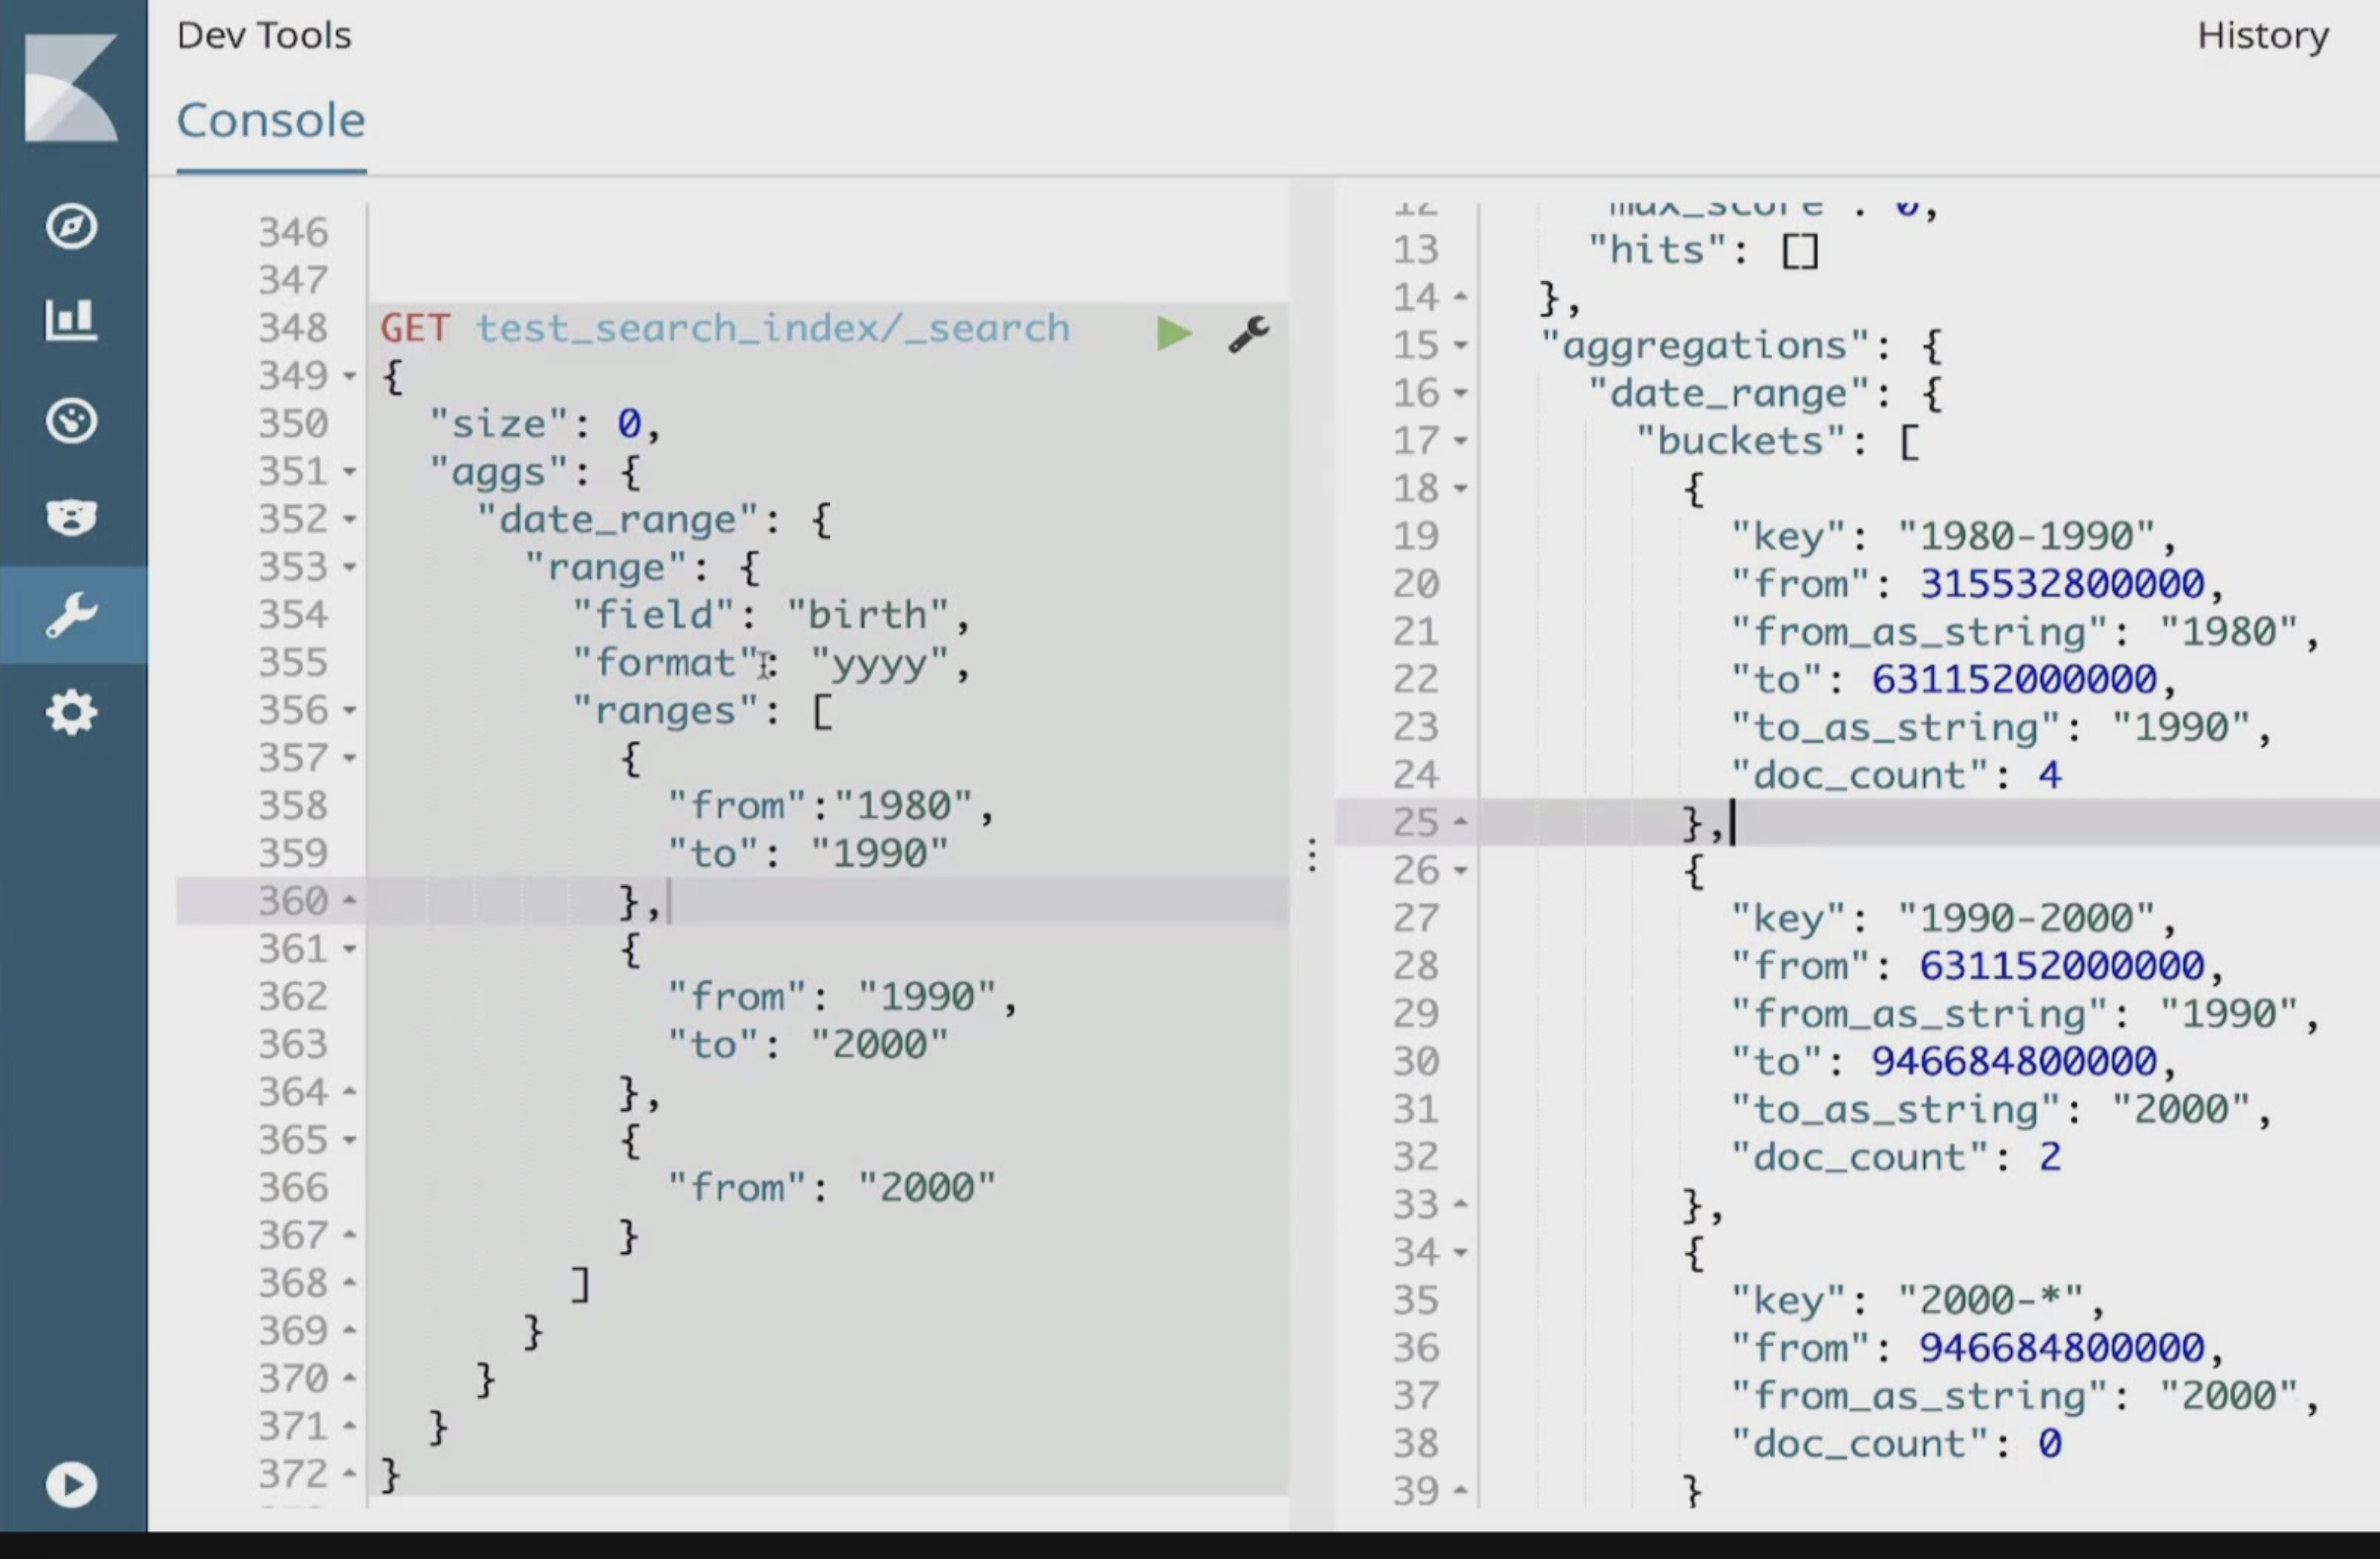 Dev Tools
History
Console
346
347
348 GET test_search_index/_search
349 {
350 "size": 0,
351 "aggs": {
352 "date_range": {
353 "range": {
354 "field": "birth",
355 "format": "yyyy",
356 "ranges": [
357 {
358 "from":"1980",
359 "to": "1990"
360 },
361 {
362 "from": "1990",
363 "to": "2000"
364 },
365 {
366 "from": "2000"
367 }
368 ]
369 }
370 }
371 }
372 }
12 "max_score": 0,
13 "hits": []
14 },
15 "aggregations": {
16 "date_range": {
17 "buckets": [
18 {
19 "key": "1980-1990",
20 "from": 315532800000,
21 "from_as_string": "1980",
22 "to": 631152000000,
23 "to_as_string": "1990",
24 "doc_count": 4
25 },
26 {
27 "key": "1990-2000",
28 "from": 631152000000,
29 "from_as_string": "1990",
30 "to": 946684800000,
31 "to_as_string": "2000",
32 "doc_count": 2
33 },
34 {
35 "key": "2000-*",
36 "from": 946684800000,
37 "from_as_string": "2000",
38 "doc_count": 0
39 }